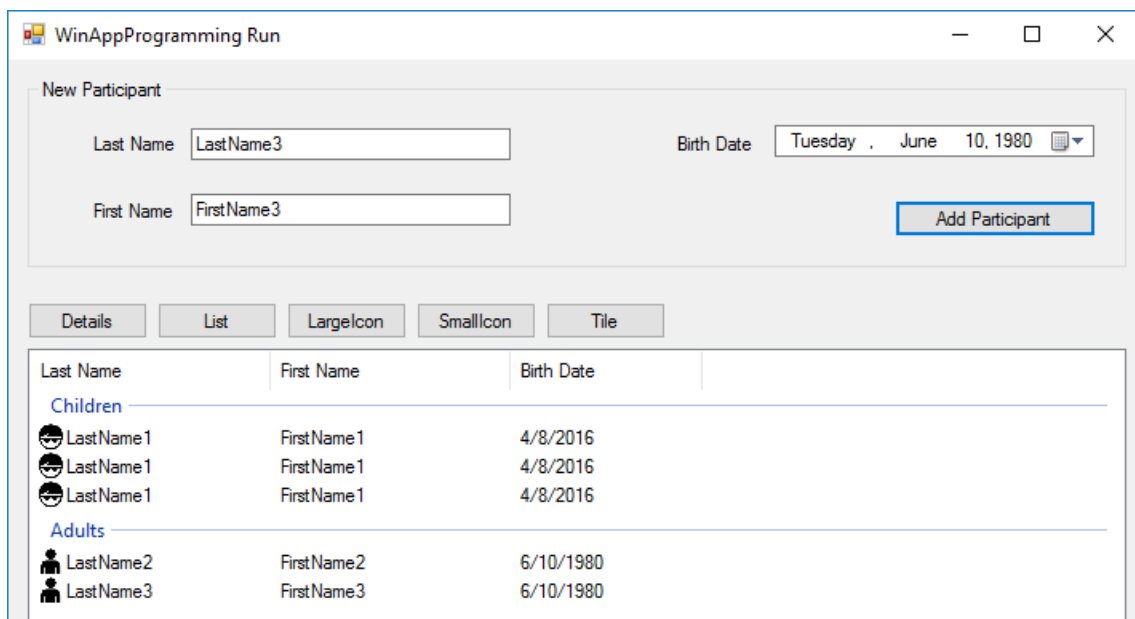 WinAppProgramming Run
New Participant
Last Name LastName3 Birth Date Tuesday , June 10, 1980
First Name FirstName3 Add Participant
Details List LargeIcon SmallIcon Tile
Last Name First Name Birth Date
Children
LastName1 FirstName1 4/8/2016
LastName1 FirstName1 4/8/2016
LastName1 FirstName1 4/8/2016
Adults
LastName2 FirstName2 6/10/1980
LastName3 FirstName3 6/10/1980